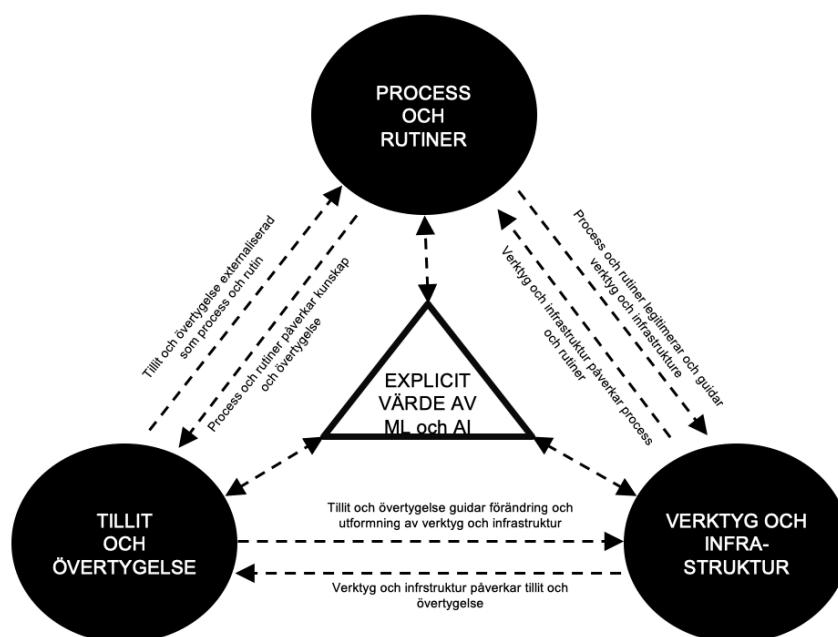 PROCESS
OCH
RUTINER
Tillit och övertygelse externaliserad
som process och rutin
Process och rutiner påverkar kunskap
och övertygelse
Process och rutiner legitimerar och guidar
verktyg och infrastructure
Verktyg och infrastruktur påverkar process
och rutiner
EXPLICIT
VÄRDE AV
ML och AI
TILLIT
OCH
ÖVERTYGELSE
Tillit och övertygelse guidar förändring och
utformning av verktyg och infrastruktur
Verktyg och infrstruktur påverkar tillit och
övertygelse
VERKTYG OCH
INFRA-
STRUKTUR